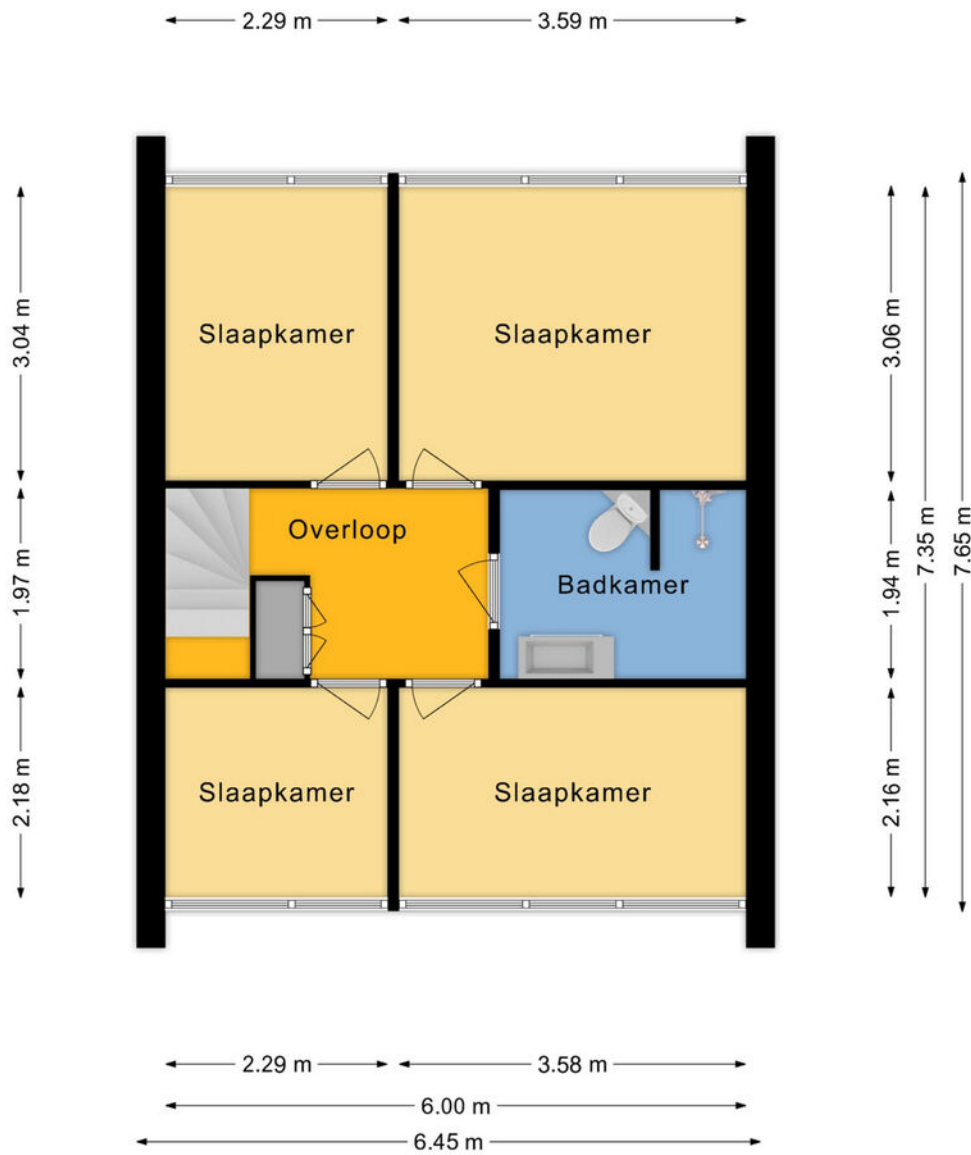 2.29 m
3.59 m
3.04 m
1.97 m
2.18 m
Slaapkamer
Slaapkamer
Overloop
Badkamer
Slaapkamer
Slaapkamer
3.06 m
1.94 m
2.16 m
7.35 m
7.65 m
2.29 m
3.58 m
6.00 m
6.45 m